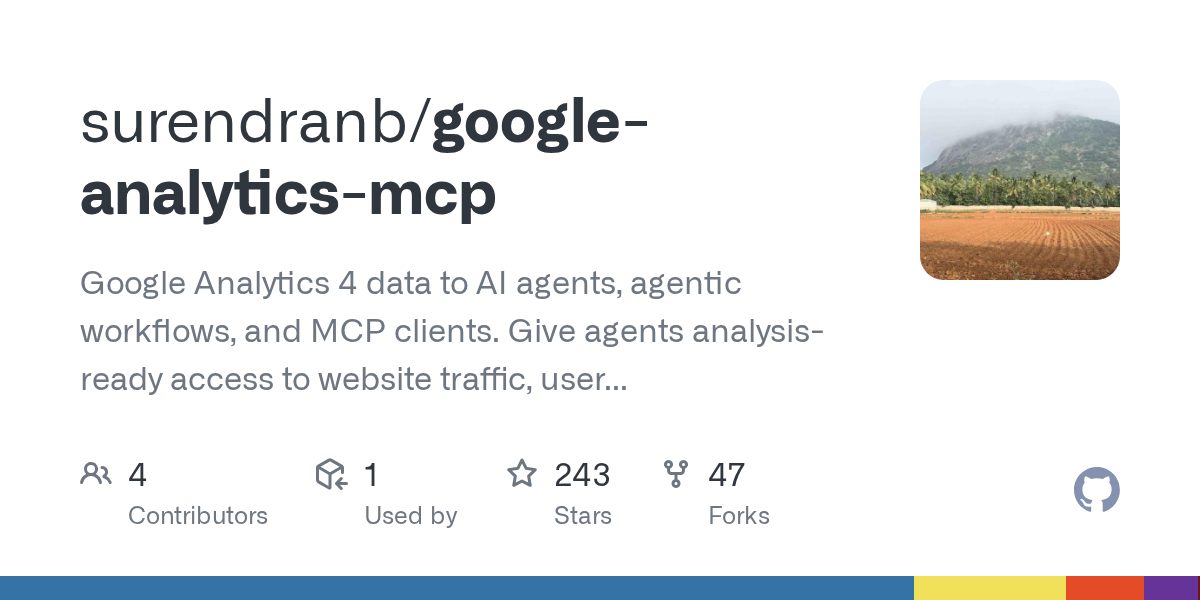 surendranb/google-
analytics-mcp
Google Analytics 4 data to AI agents, agentic
workflows, and MCP clients. Give agents analysis-
ready access to website traffic, user...
4
Contributors
1
Used by
243
Stars
47
Forks